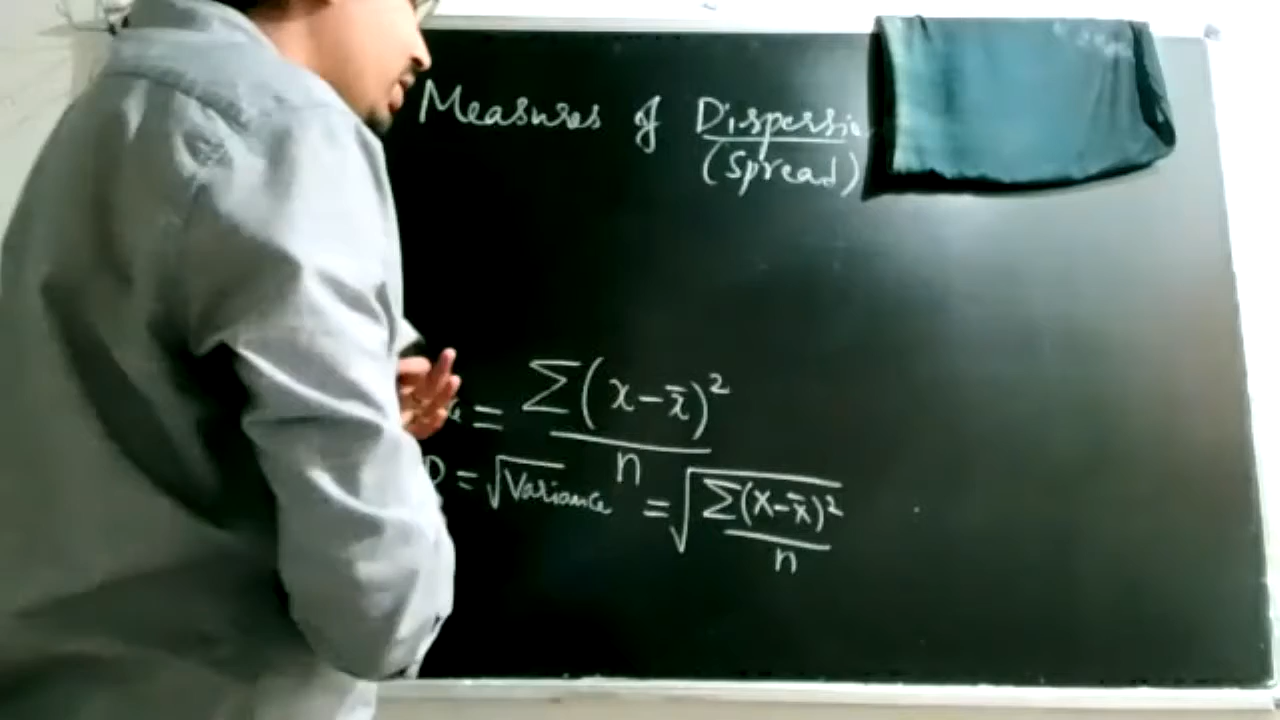 Measures of Dispersio
(Spread)
= Σ(x-x̄)²
n
D = √Variance = √Σ(x-x̄)²
n